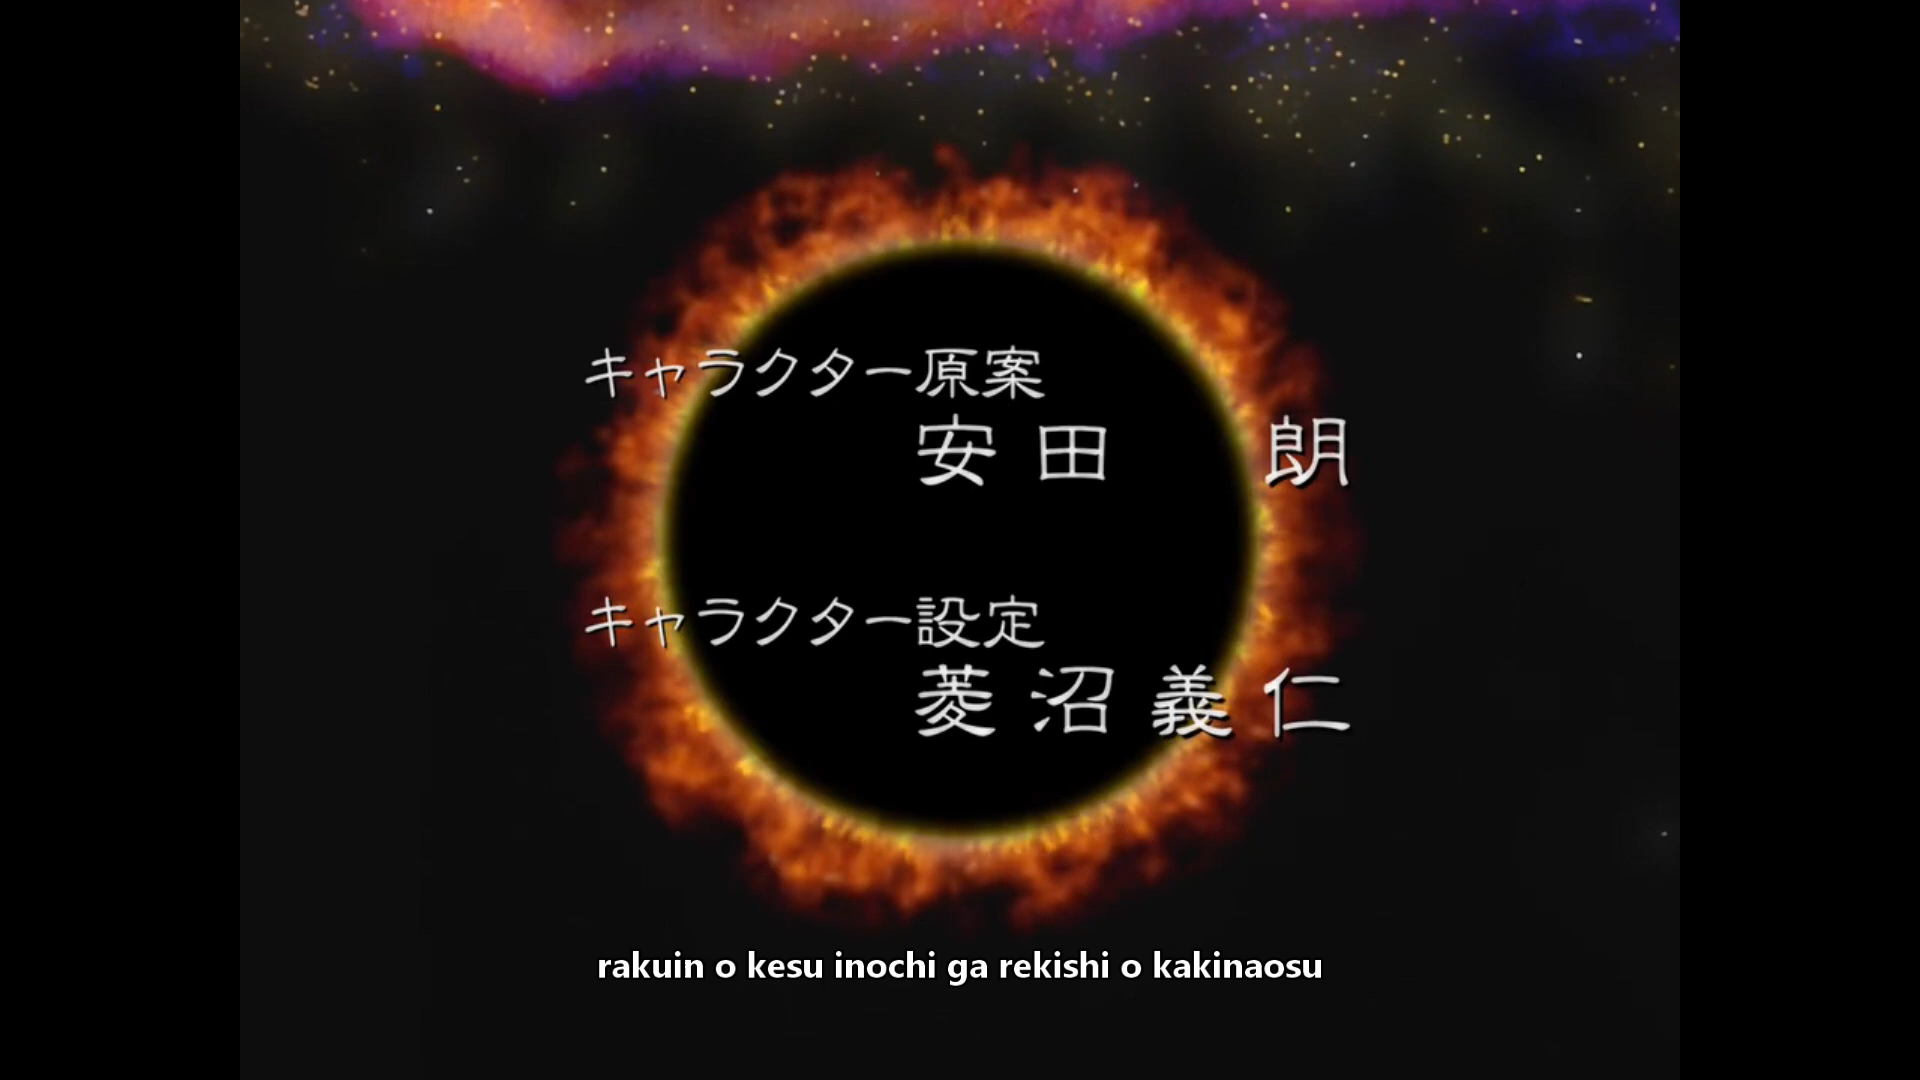 キャラクター原案
安田 朗
キャラクター設定
菱沼義仁
rakuin o kesu inochi ga rekishi o kakinaosu